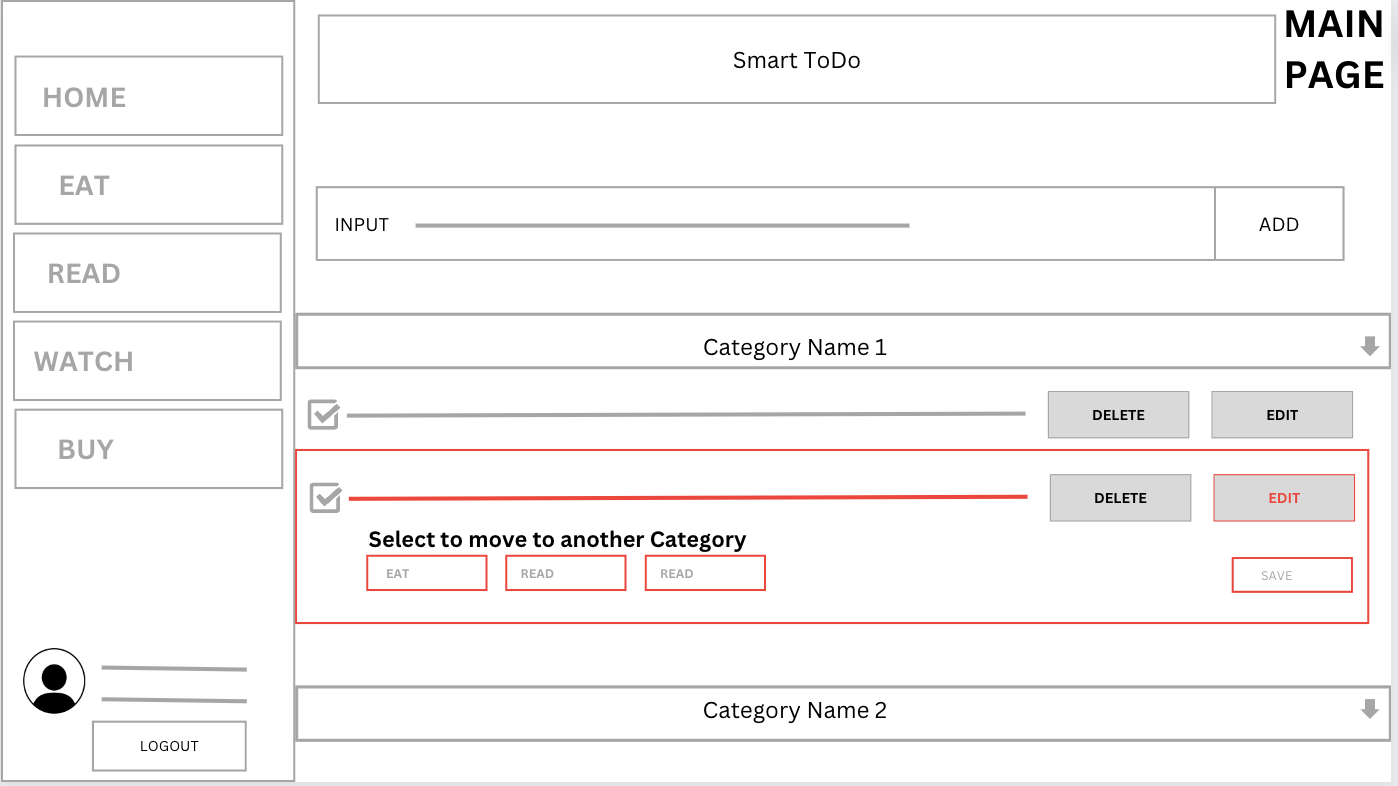 HOME
EAT
READ
WATCH
BUY
LOGOUT
Smart ToDo
MAIN
PAGE
INPUT
ADD
Category Name 1
DELETE
EDIT
DELETE
EDIT
Select to move to another Category
EAT
READ
READ
SAVE
Category Name 2